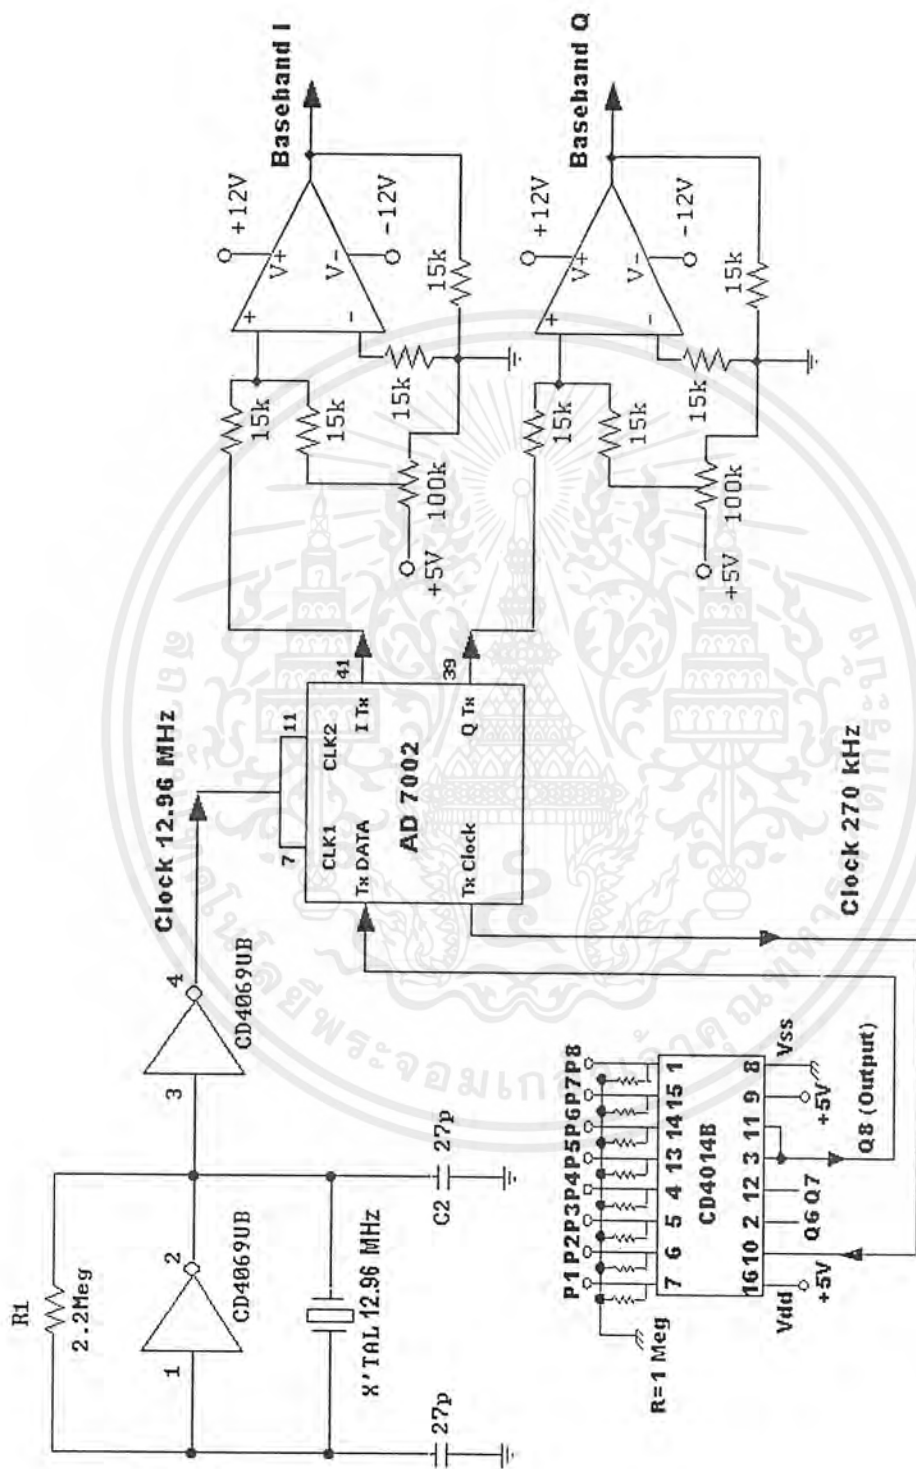 R1
2.2Meg
1
2
CD4069UB
3
4
CD4069UB
X'TAL 12.96 MHz
27p
C2
27p
Clock 12.96 MHz
7
11
CLK1
CLK2
Tx DATA
I Tx
41
AD 7002
Tx Clock
Q Tx
39
15k
15k
+
-
V+
V-
+12V
-12V
Baseband I
15k
15k
100k
+5V
15k
15k
+
-
V+
V-
+12V
-12V
Baseband Q
15k
15k
100k
+5V
Clock 270 kHz
P1 P2 P3 P4 P5 P6 P7 P8
R=1 Meg
7 6 5 4 13 14 15 1
CD4014B
16 10 2 12 3 11 9 8
Vdd
+5V
Q6 Q7
+5V
Vss
Q8 (Output)